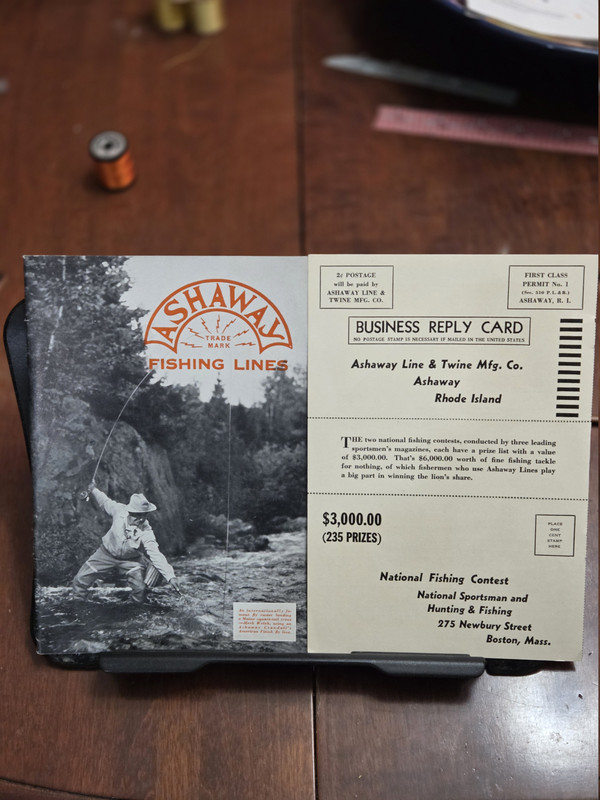 ASHAWAY
TRADE
MARK
FISHING LINES
An internationally fa-
2¢ POSTAGE
will be paid by
ASHAWAY LINE &
TWINE MFG. CO.
FIRST CLASS
PERMIT No. 1
(Sec. 510 P.L.&R.)
ASHAWAY, R. I.
BUSINESS REPLY CARD
NO POSTAGE STAMP IS NECESSARY IF MAILED IN THE UNITED STATES
Ashaway Line & Twine Mfg. Co.
Ashaway
Rhode Island
THE two national fishing contests, conducted by three leading
sportsmen's magazines, each have a prize list with a value
of $3,000.00. That's $6,000.00 worth of fine fishing tackle
for nothing, of which fishermen who use Ashaway Lines play
a big part in winning the lion's share.
$3,000.00
(235 PRIZES)
PLACE
ONE
CENT
STAMP
HERE
National Fishing Contest
National Sportsman and
Hunting & Fishing
275 Newbury Street
Boston, Mass.